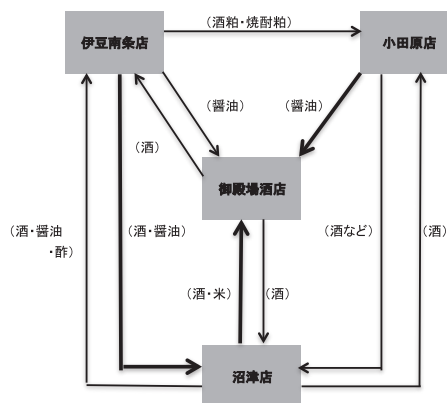 （酒粕・焼酎粕）
伊豆南条店
小田原店
（醤油）
（醤油）
（酒）
御殿場酒店
（酒・醤油
・酢）
（酒・醤油）
（酒など）
（酒）
（酒・米）
（酒）
沼津店